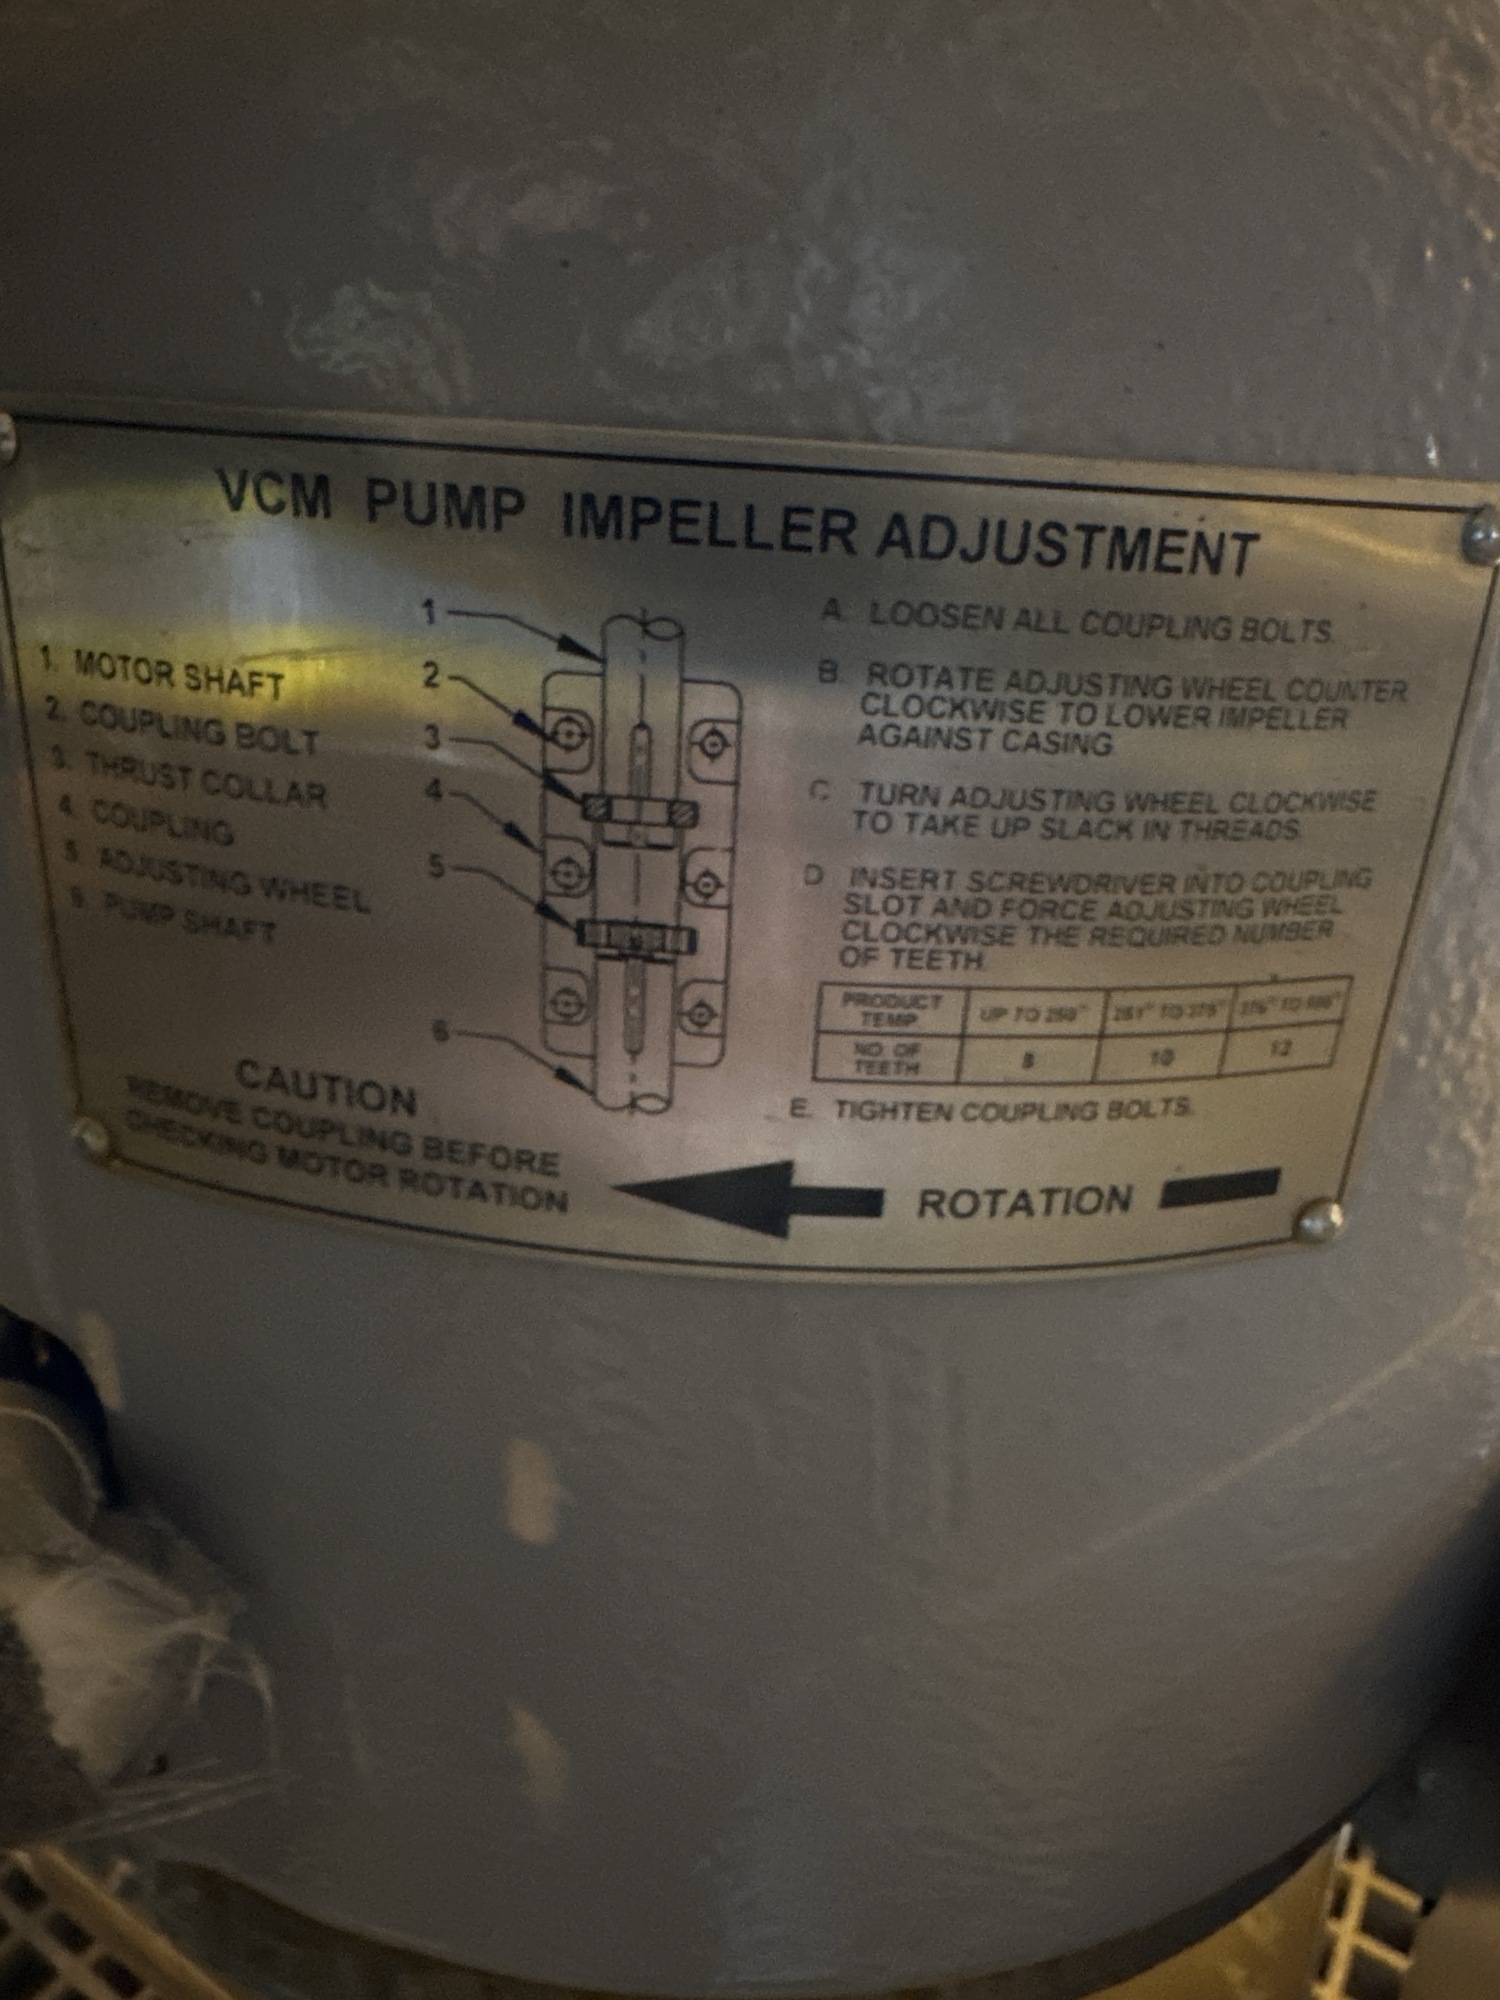 VCM PUMP IMPELLER ADJUSTMENT
1. MOTOR SHAFT
2. COUPLING BOLT
3. THRUST COLLAR
4. COUPLING
5. ADJUSTING WHEEL
6. PUMP SHAFT
1
2
3
4
5
6
A. LOOSEN ALL COUPLING BOLTS.
B. ROTATE ADJUSTING WHEEL COUNTER
CLOCKWISE TO LOWER IMPELLER
AGAINST CASING.
C. TURN ADJUSTING WHEEL CLOCKWISE
TO TAKE UP SLACK IN THREADS.
D. INSERT SCREWDRIVER INTO COUPLING
SLOT AND FORCE ADJUSTING WHEEL
CLOCKWISE THE REQUIRED NUMBER
OF TEETH.
PRODUCT
TEMP
UP TO 250°
NO. OF
TEETH
10
12
E. TIGHTEN COUPLING BOLTS.
CAUTION
REMOVE COUPLING BEFORE
CHECKING MOTOR ROTATION
ROTATION